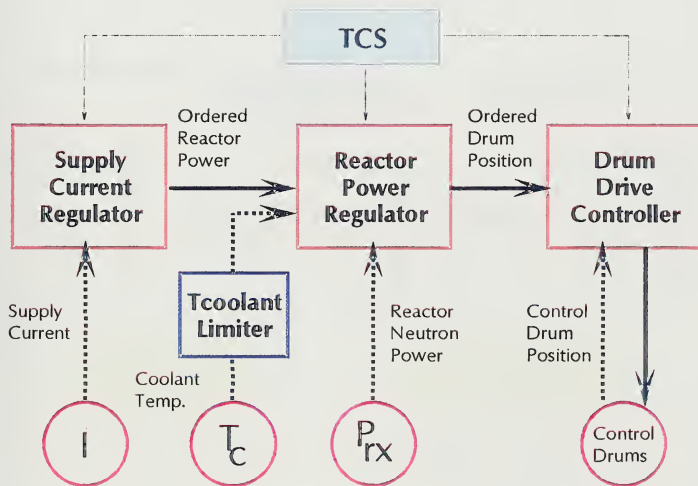 TCS
Ordered
Reactor
Power
Ordered
Drum
Position
Supply
Current
Regulator
Reactor
Power
Regulator
Drum
Drive
Controller
Supply
Current
Tcoolant
Limiter
Coolant
Temp.
Reactor
Neutron
Power
Control
Drum
Position
I
Tc
Prx
Control
Drums